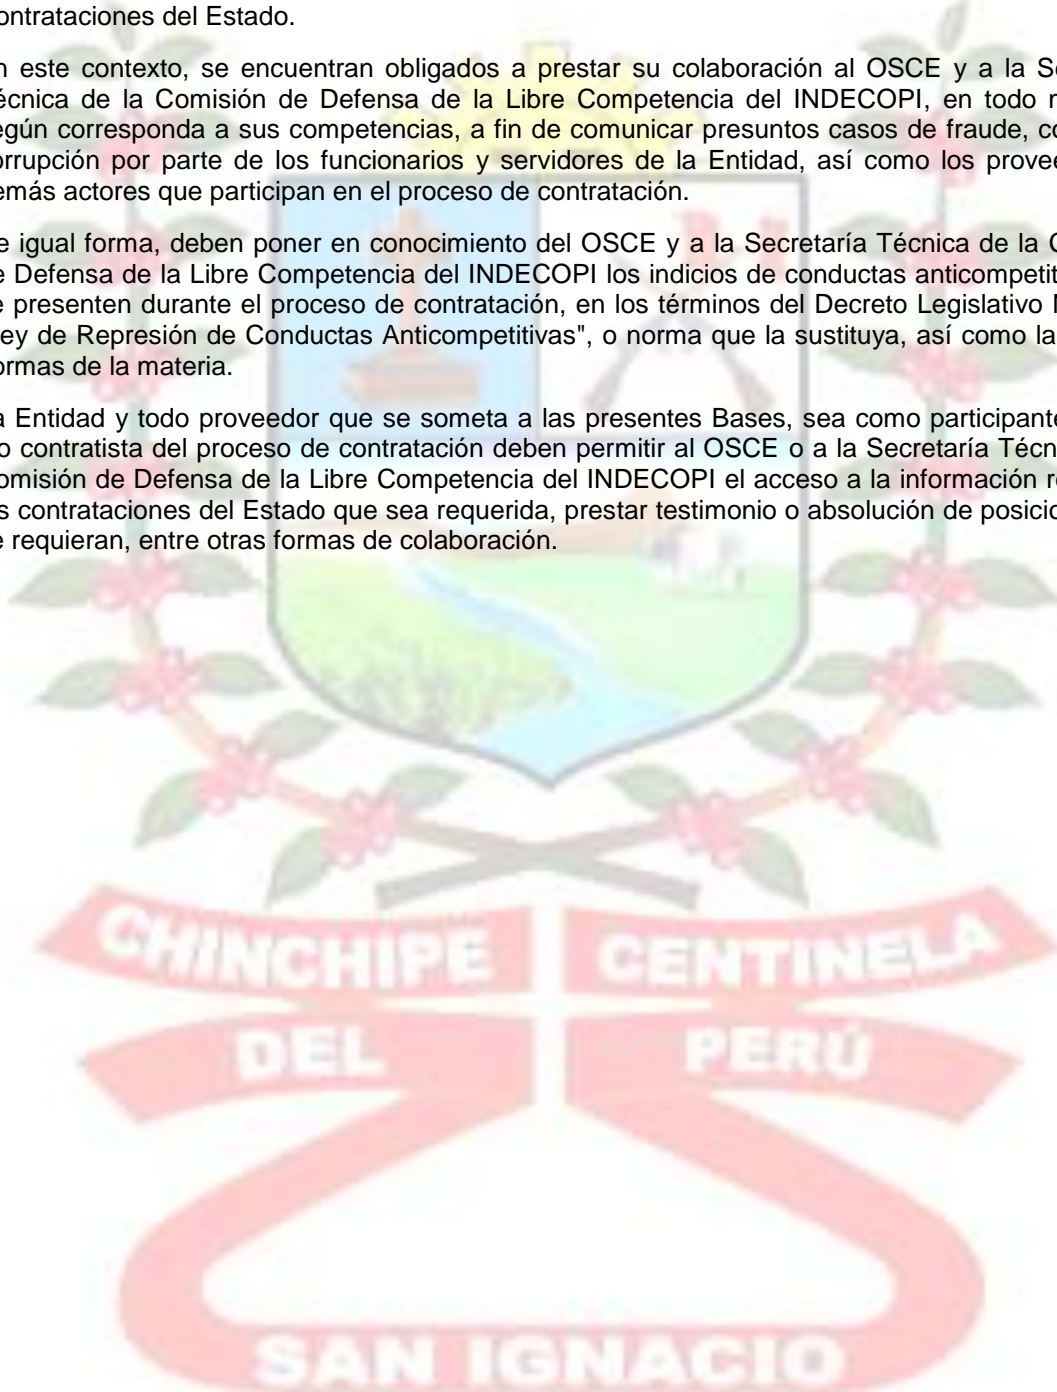 ontrataciones del Estado.
n este contexto, se encuentran obligados a prestar su colaboración al OSCE y a la Se
écnica de la Comisión de Defensa de la Libre Competencia del INDECOPI, en todo
egún corresponda a sus competencias, a fin de comunicar presuntos casos de fraude, co
orrupción por parte de los funcionarios y servidores de la Entidad, así como los provee
emás actores que participan en el proceso de contratación.
e igual forma, deben poner en conocimiento del OSCE y a la Secretaría Técnica de la
e Defensa de la Libre Competencia del INDECOPI los indicios de conductas anticompetit
e presenten durante el proceso de contratación, en los términos del Decreto Legislativo
ey de Represión de Conductas Anticompetitivas", o norma que la sustituya, así como la
ormas de la materia.
a Entidad y todo proveedor que se someta a las presentes Bases, sea como participante
o contratista del proceso de contratación deben permitir al OSCE o a la Secretaría Técn
omisión de Defensa de la Libre Competencia del INDECOPI el acceso a la información re
s contrataciones del Estado que sea requerida, prestar testimonio o absolución de posicio
e requieran, entre otras formas de colaboración.
CHINCHIPE CENTINELA
DEL PERÚ
SAN IGNACIO